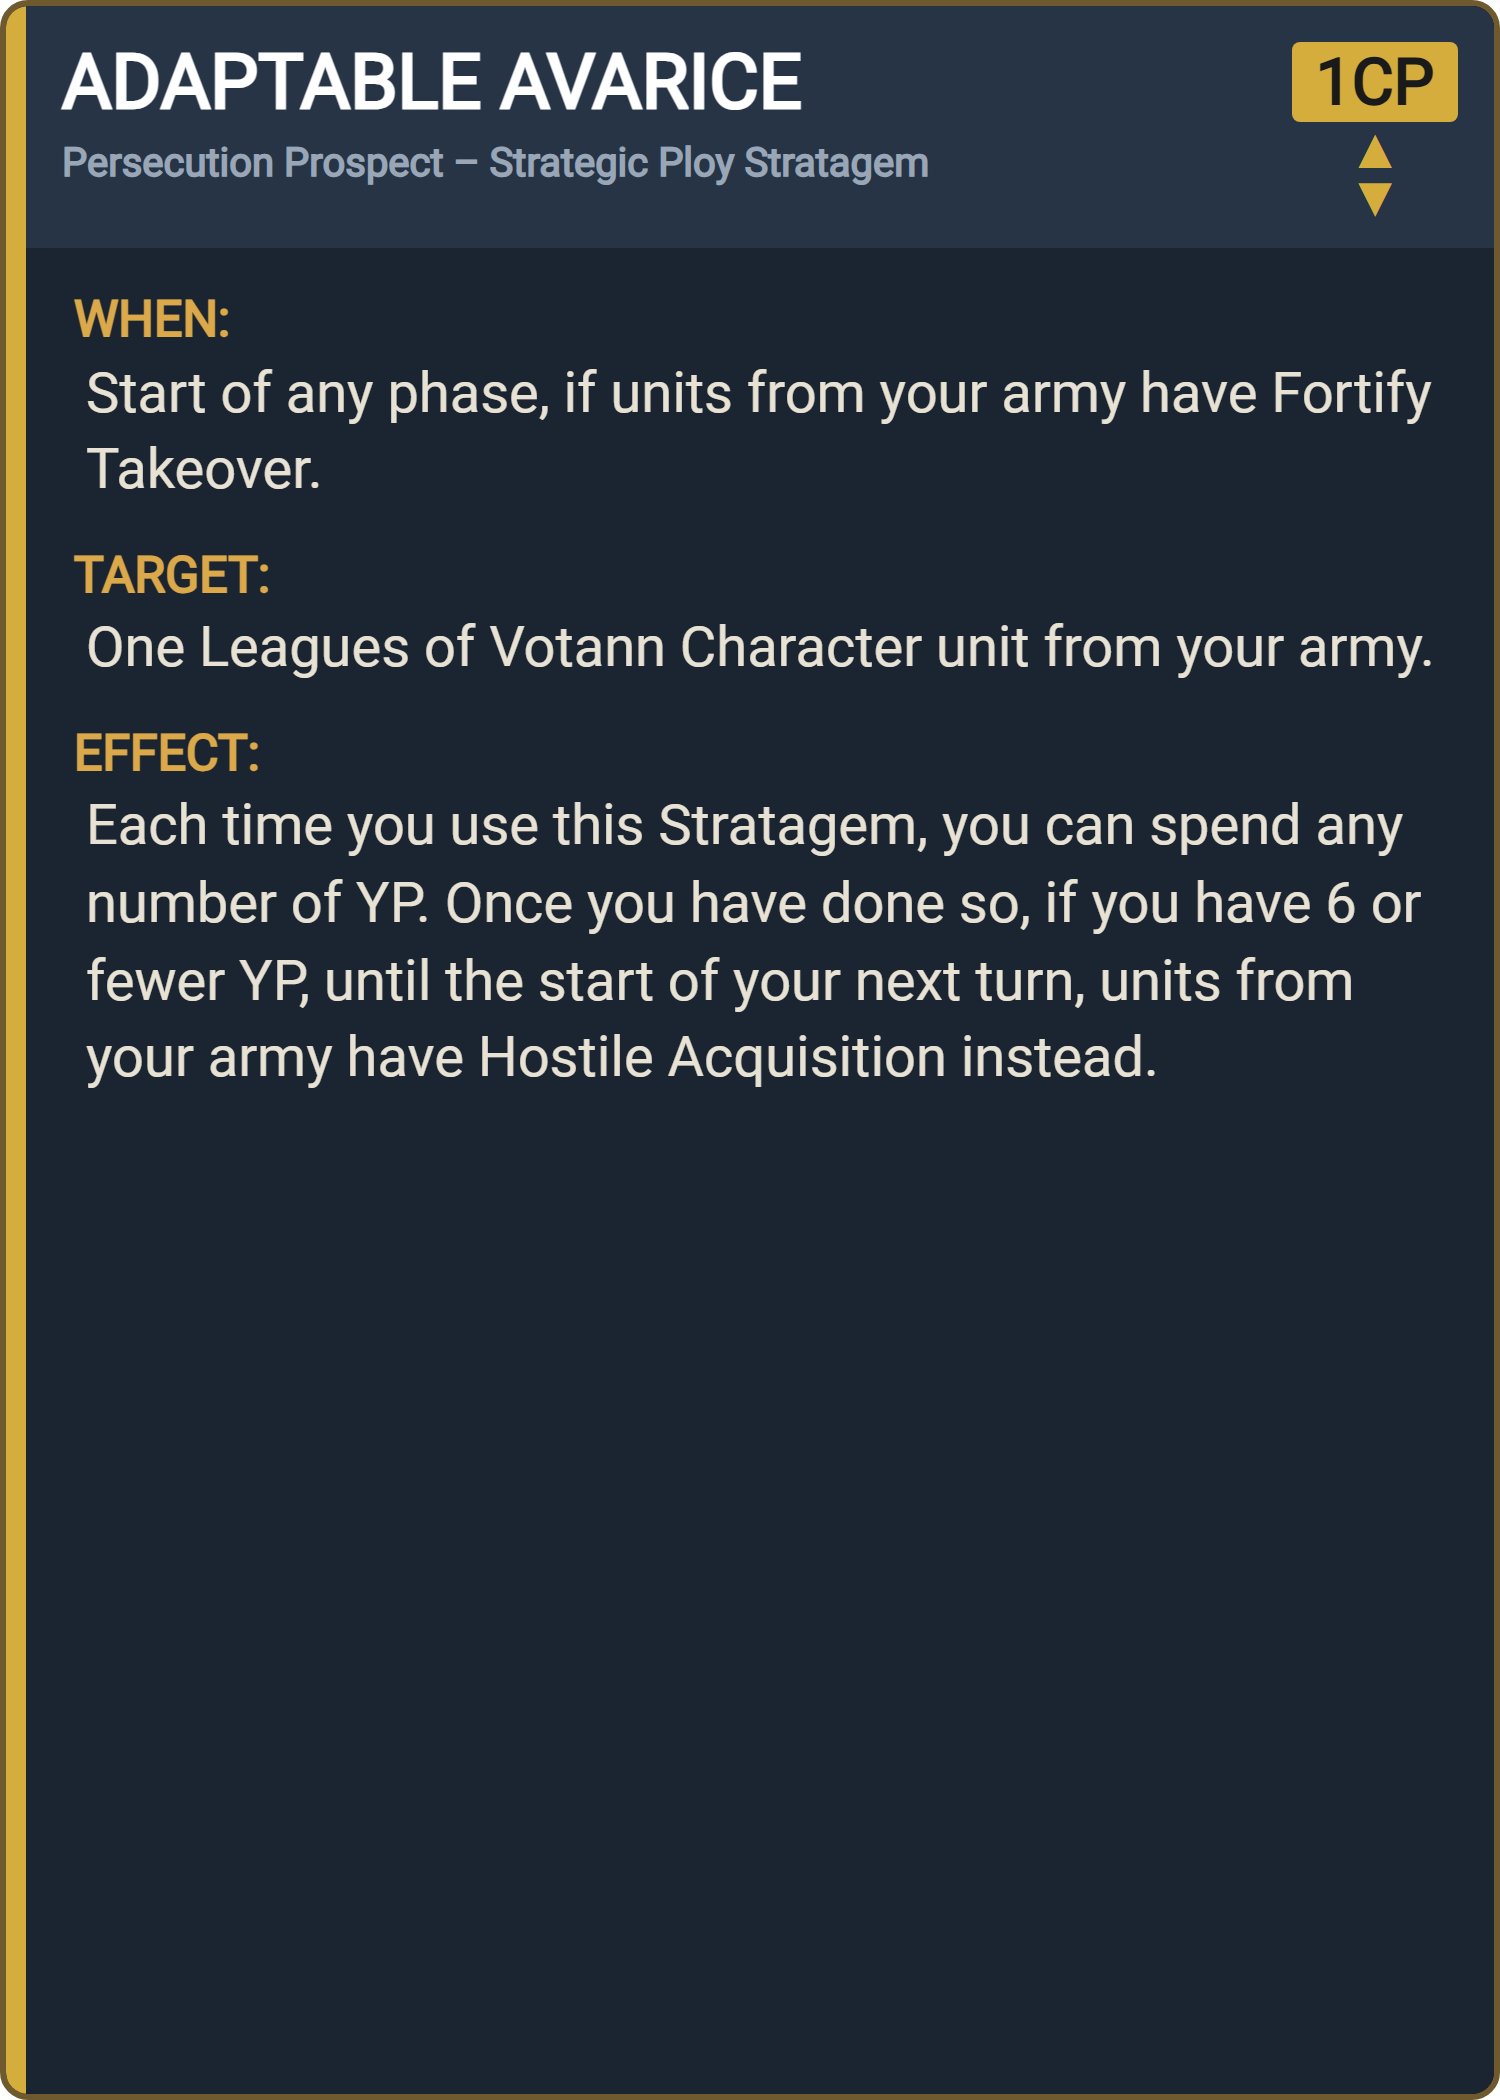 ADAPTABLE AVARICE
1CP
Persecution Prospect – Strategic Ploy Stratagem
WHEN:
Start of any phase, if units from your army have Fortify
Takeover.
TARGET:
One Leagues of Votann Character unit from your army.
EFFECT:
Each time you use this Stratagem, you can spend any
number of YP. Once you have done so, if you have 6 or
fewer YP, until the start of your next turn, units from
your army have Hostile Acquisition instead.